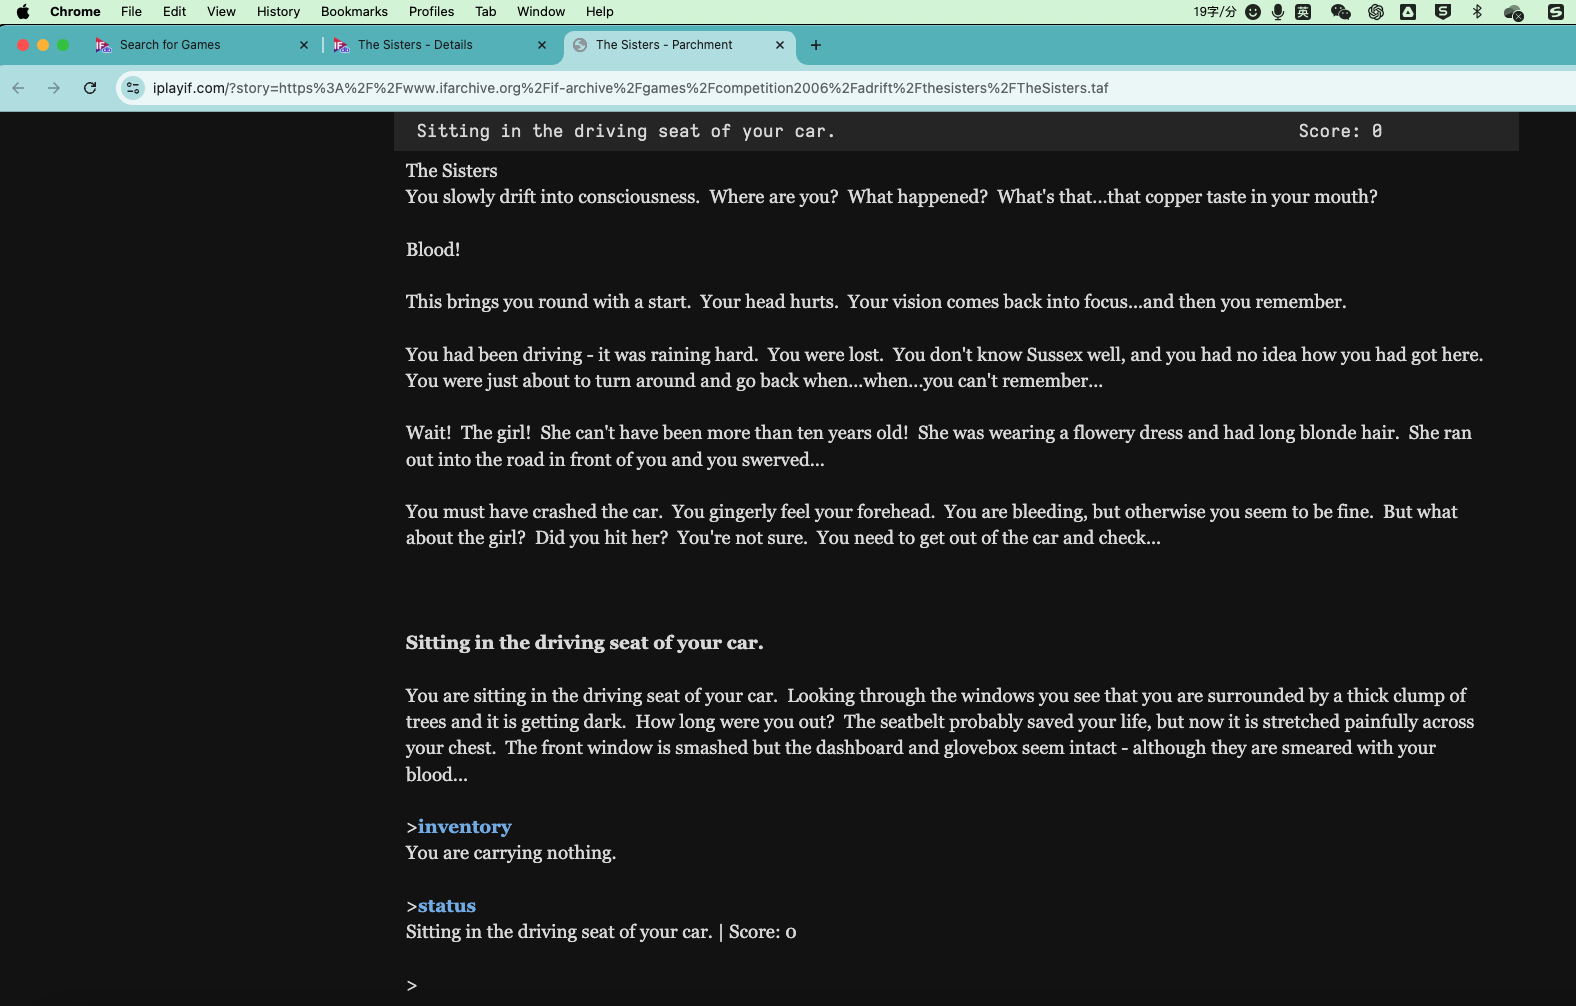 Chrome File Edit View History Bookmarks Profiles Tab Window Help 19字/分 英
Search for Games The Sisters - Details The Sisters - Parchment
iplayif.com/?story=https%3A%2F%2Fwww.ifarchive.org%2Fif-archive%2Fgames%2Fcompetition2006%2Fadrift%2Fthesisters%2FTheSisters.taf
Sitting in the driving seat of your car. Score: 0
The Sisters
You slowly drift into consciousness. Where are you? What happened? What's that...that copper taste in your mouth?
Blood!
This brings you round with a start. Your head hurts. Your vision comes back into focus...and then you remember.
You had been driving - it was raining hard. You were lost. You don't know Sussex well, and you had no idea how you had got here.
You were just about to turn around and go back when...when...you can't remember...
Wait! The girl! She can't have been more than ten years old! She was wearing a flowery dress and had long blonde hair. She ran
out into the road in front of you and you swerved...
You must have crashed the car. You gingerly feel your forehead. You are bleeding, but otherwise you seem to be fine. But what
about the girl? Did you hit her? You're not sure. You need to get out of the car and check...
Sitting in the driving seat of your car.
You are sitting in the driving seat of your car. Looking through the windows you see that you are surrounded by a thick clump of
trees and it is getting dark. How long were you out? The seatbelt probably saved your life, but now it is stretched painfully across
your chest. The front window is smashed but the dashboard and glovebox seem intact - although they are smeared with your
blood...
>inventory
You are carrying nothing.
>status
Sitting in the driving seat of your car. | Score: 0
>